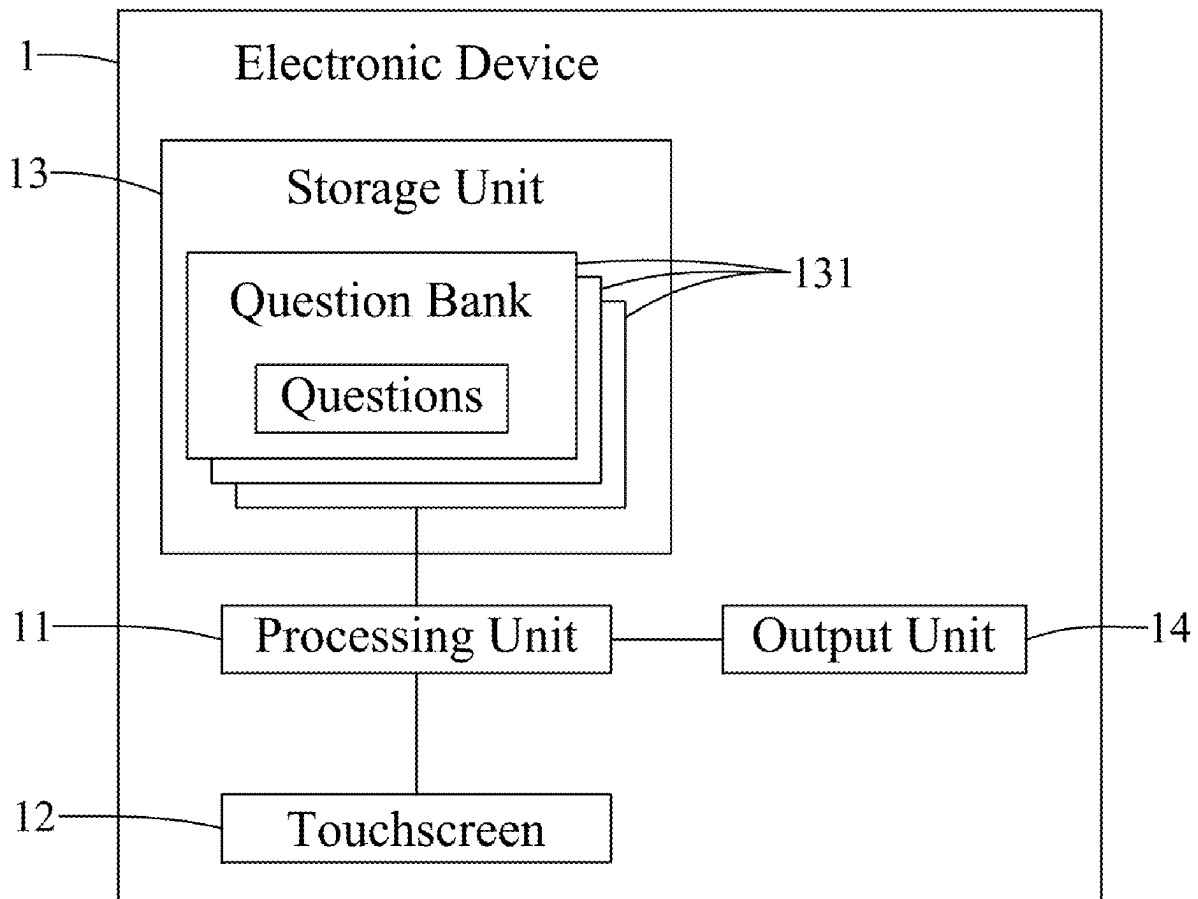 1
Electronic Device
13
Storage Unit
131
Question Bank
Questions
11
Processing Unit
Output Unit
14
12
Touchscreen